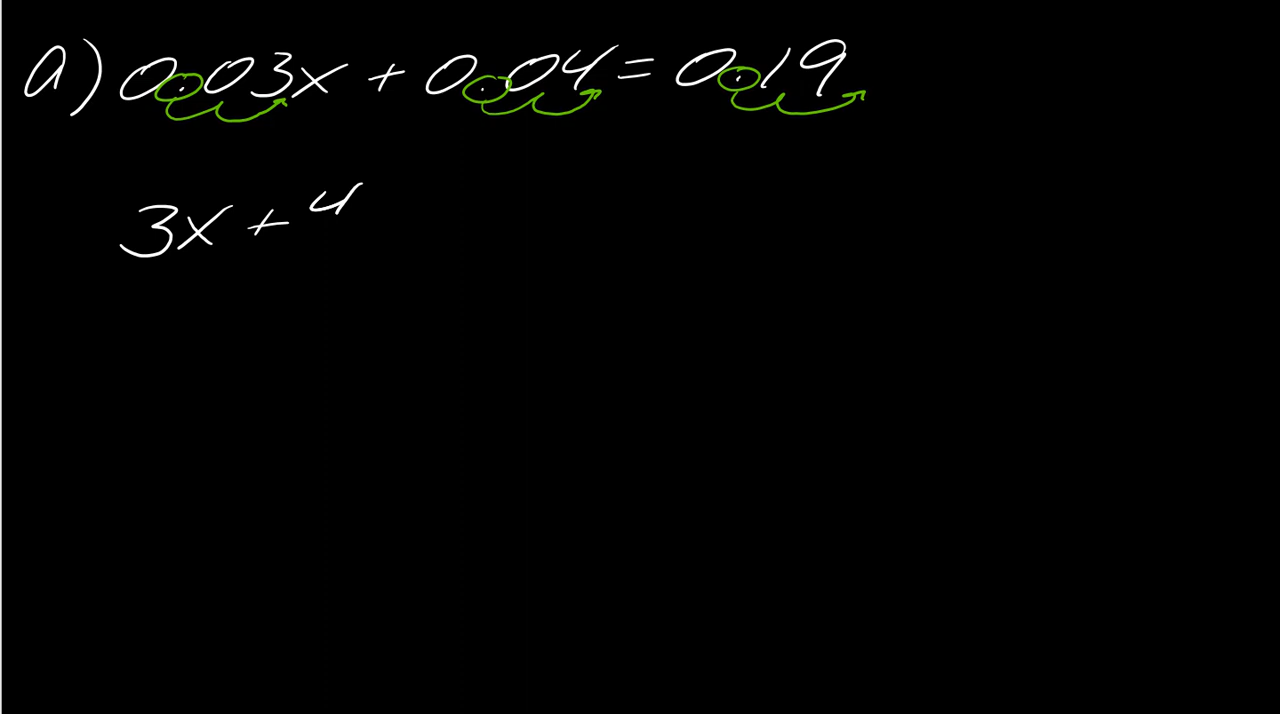 a) 0.03x + 0.04 = 0.19
3x + 4